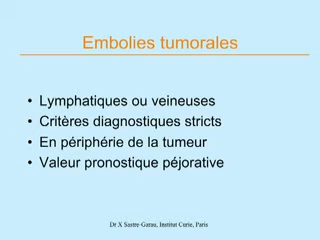 Embolies tumorales
• Lymphatiques ou veineuses
• Critères diagnostiques stricts
• En périphérie de la tumeur
• Valeur pronostique péjorative
Dr X Sastre Garau, Institut Curie, Paris